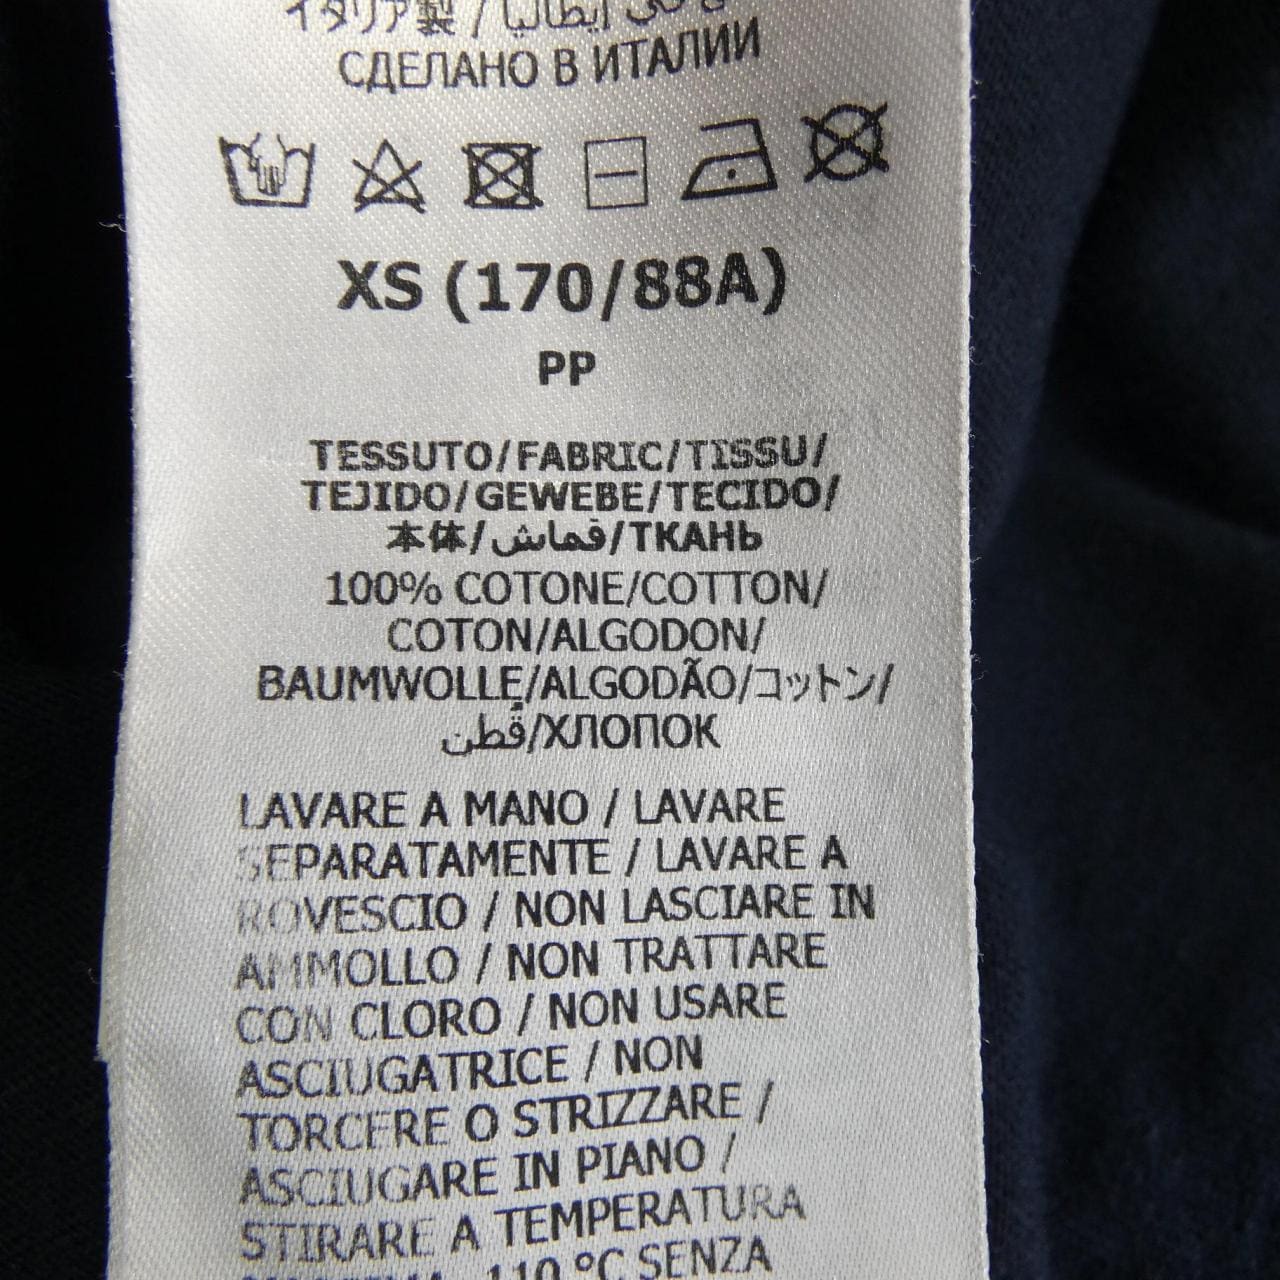 イタリア製 / إيطاليا
СДЕЛАНО В ИТАЛИИ
XS (170/88A)
PP
TESSUTO/FABRIC/TISSU/
TEJIDO/GEWEBE/TECIDO/
本体/قماش/ТКАНЬ
100% COTONE/COTTON/
COTON/ALGODON/
BAUMWOLLE/ALGODÃO/コットン/
قُطن/ХЛОПОК
LAVARE A MANO / LAVARE
SEPARATAMENTE / LAVARE A
ROVESCIO / NON LASCIARE IN
AMMOLLO / NON TRATTARE
CON CLORO / NON USARE
ASCIUGATRICE / NON
TORCERE O STRIZZARE /
ASCIUGARE IN PIANO /
STIRARE A TEMPERATURA
110 °C SENZA